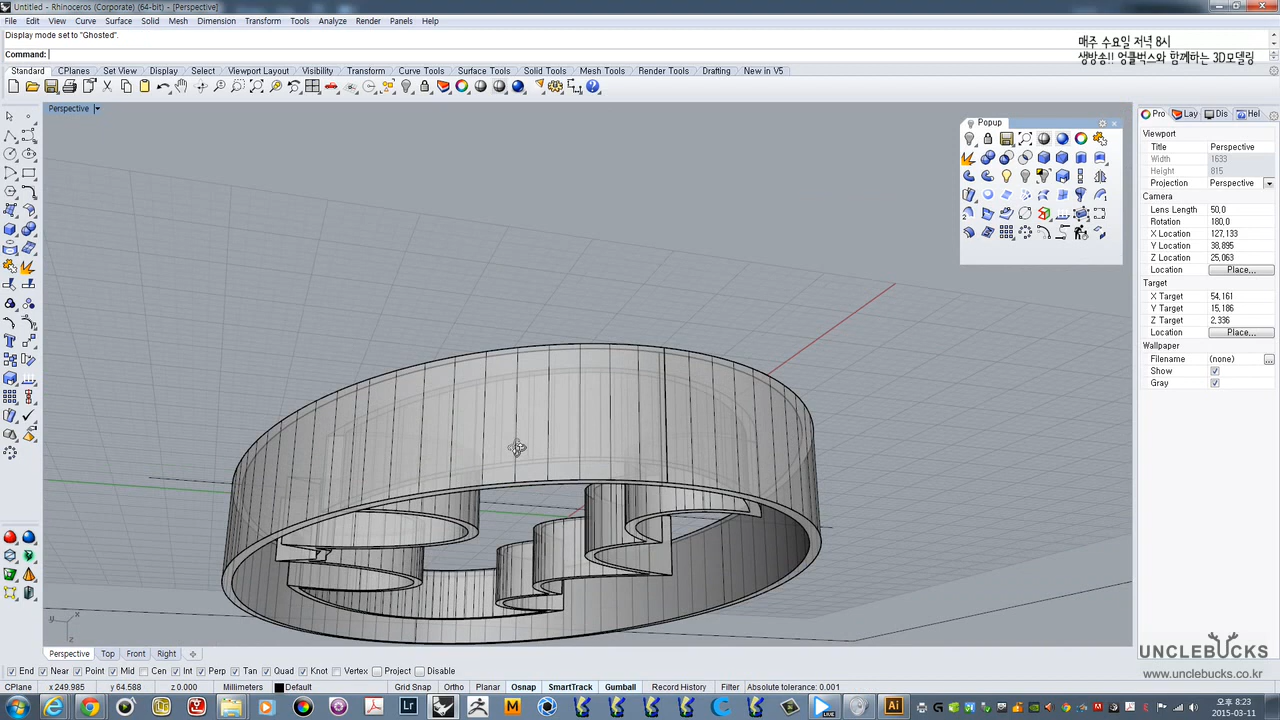 Untitled - Rhinoceros (Corporate) (64-bit) - [Perspective]
File Edit View Curve Surface Solid Mesh Dimension Transform Tools Analyze Render Panels Help
Display mode set to "Ghosted".
Command:
매주 수요일 저녁 8시
생방송!! 엉클벅스와 함께하는 3D모델링
Standard CPlanes Set View Display Select Viewport Layout Visibility Transform Curve Tools Surface Tools Solid Tools Mesh Tools Render Tools Drafting New in V5
Perspective
Popup
Pro Lay Dis Hel
Viewport
Title Perspective
Width 1633
Height 815
Projection Perspective
Camera
Lens Length 50,0
Rotation 180,0
X Location 127,133
Y Location 38,895
Z Location 25,063
Location Place...
Target
X Target 54,161
Y Target 15,186
Z Target 2,336
Location Place...
Wallpaper
Filename (none)
Show
Gray
y x
z
Perspective Top Front Right
UNCLEBUCKS
www.unclebucks.co.kr
End Near Point Mid Cen Int Perp Tan Quad Knot Vertex Project Disable
CPlane x 249.985 y 64.588 z 0.000 Millimeters Default Grid Snap Ortho Planar Osnap SmartTrack Gumball Record History Filter Absolute tolerance: 0.001
Lr
M
Live
Ai
오후 8:23
2015-03-11